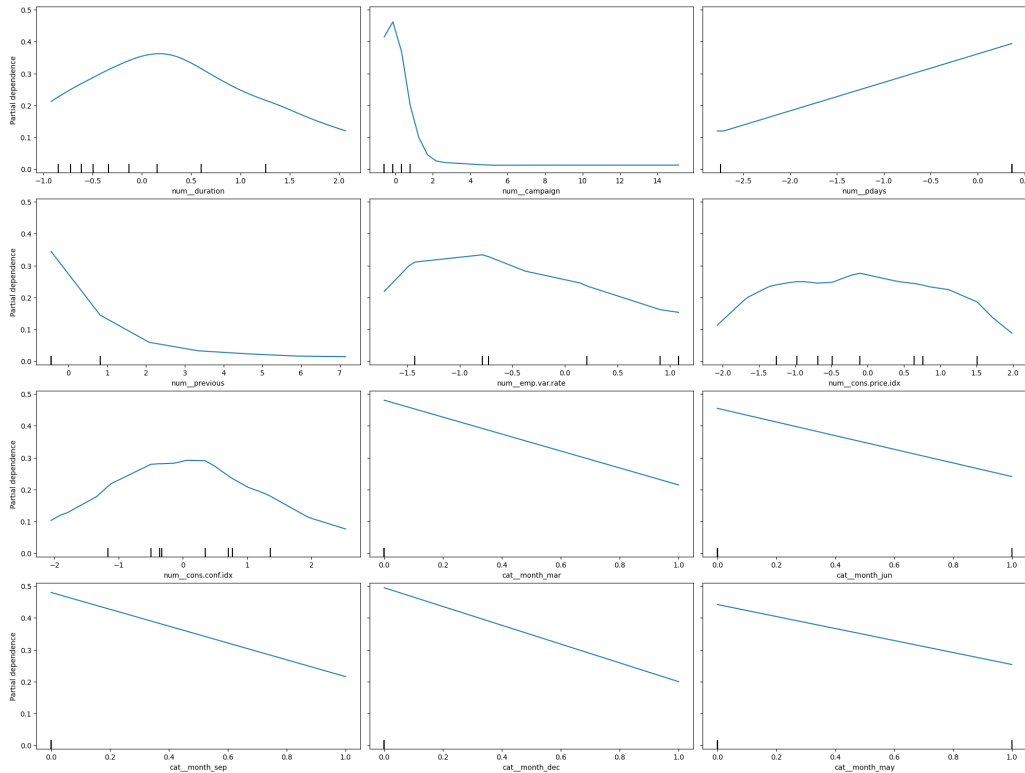 0.5
0.4
0.3
0.2
0.1
0.0
Partial dependence
−1.0 −0.5 0.0 0.5 1.0 1.5 2.0
num__duration
0 2 4 6 8 10 12 14
num__campaign
−2.5 −2.0 −1.5 −1.0 −0.5 0.0
num__pdays
0.5
0.4
0.3
0.2
0.1
0.0
Partial dependence
0 1 2 3 4 5 6 7
num__previous
−1.5 −1.0 −0.5 0.0 0.5 1.0
num__emp.var.rate
−2.0 −1.5 −1.0 −0.5 0.0 0.5 1.0 1.5 2.0
num__cons.price.idx
0.5
0.4
0.3
0.2
0.1
0.0
Partial dependence
−2 −1 0 1 2
num__cons.conf.idx
0.0 0.2 0.4 0.6 0.8 1.0
cat__month_mar
0.0 0.2 0.4 0.6 0.8 1.0
cat__month_jun
0.5
0.4
0.3
0.2
0.1
0.0
Partial dependence
0.0 0.2 0.4 0.6 0.8 1.0
cat__month_sep
0.0 0.2 0.4 0.6 0.8 1.0
cat__month_dec
0.0 0.2 0.4 0.6 0.8 1.0
cat__month_may